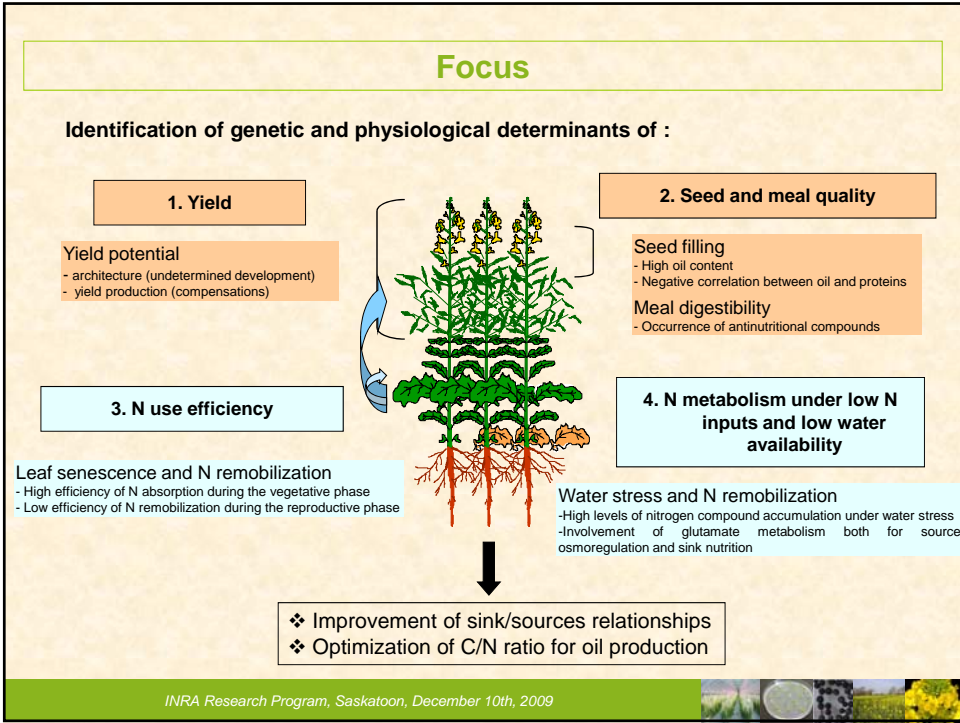 Focus
Identification of genetic and physiological determinants of :
1. Yield
Yield potential
- architecture (undetermined development)
- yield production (compensations)
2. Seed and meal quality
Seed filling
- High oil content
- Negative correlation between oil and proteins
Meal digestibility
- Occurrence of antinutritional compounds
3. N use efficiency
Leaf senescence and N remobilization
- High efficiency of N absorption during the vegetative phase
- Low efficiency of N remobilization during the reproductive phase
4. N metabolism under low N
inputs and low water
availability
Water stress and N remobilization
-High levels of nitrogen compound accumulation under water stress
-Involvement of glutamate metabolism both for source
osmoregulation and sink nutrition
❖ Improvement of sink/sources relationships
❖ Optimization of C/N ratio for oil production
INRA Research Program, Saskatoon, December 10th, 2009